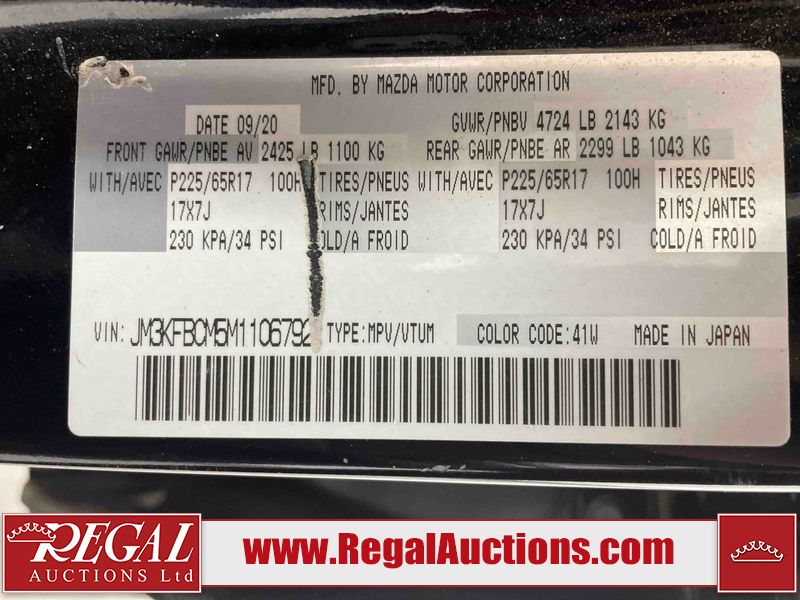 MFD. BY MAZDA MOTOR CORPORATION
DATE 09/20 GVWR/PNBV 4724 LB 2143 KG
FRONT GAWR/PNBE AV 2425 LB 1100 KG REAR GAWR/PNBE AR 2299 LB 1043 KG
WITH/AVEC P225/65R17 100H TIRES/PNEUS WITH/AVEC P225/65R17 100H TIRES/PNEUS
17X7J RIMS/JANTES 17X7J RIMS/JANTES
230 KPA/34 PSI COLD/A FROID 230 KPA/34 PSI COLD/A FROID
VIN: JM3KFBCM5M1106792 TYPE:MPV/VTUM COLOR CODE:41W MADE IN JAPAN
REGAL
AUCTIONS Ltd
www.RegalAuctions.com